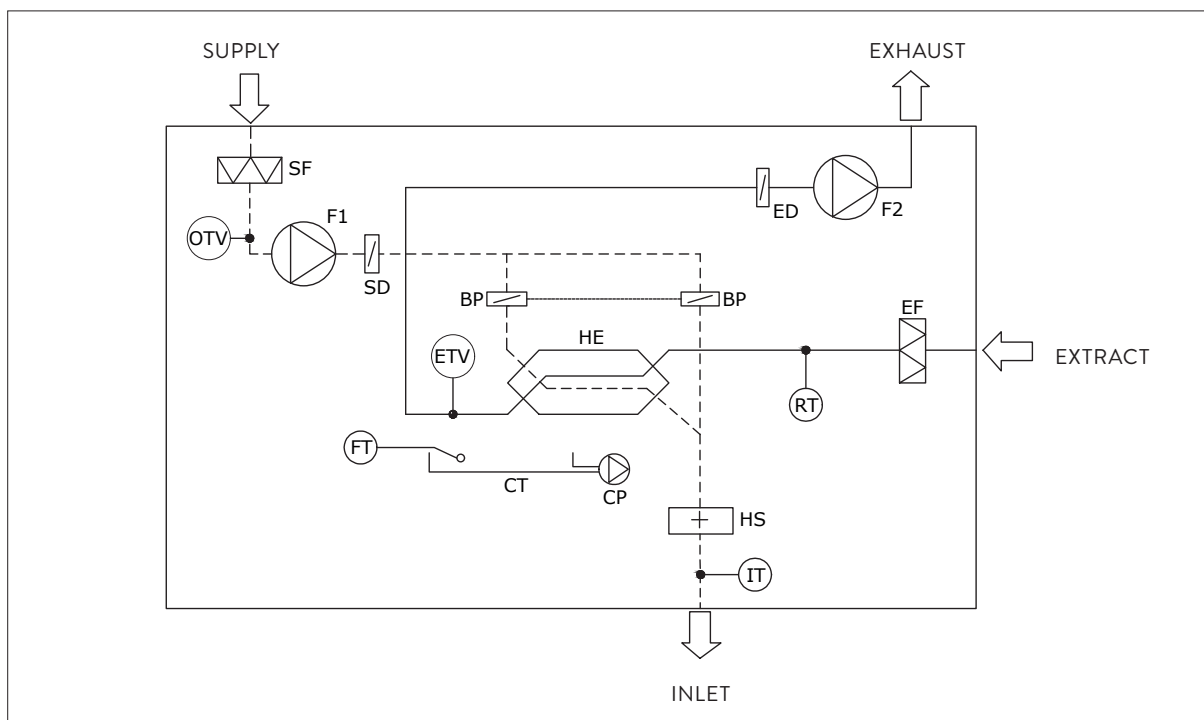 SUPPLY
EXHAUST
SF
F1
ED
F2
OTV
SD
BP
BP
EF
HE
ETV
EXTRACT
RT
FT
CT
CP
HS
IT
INLET